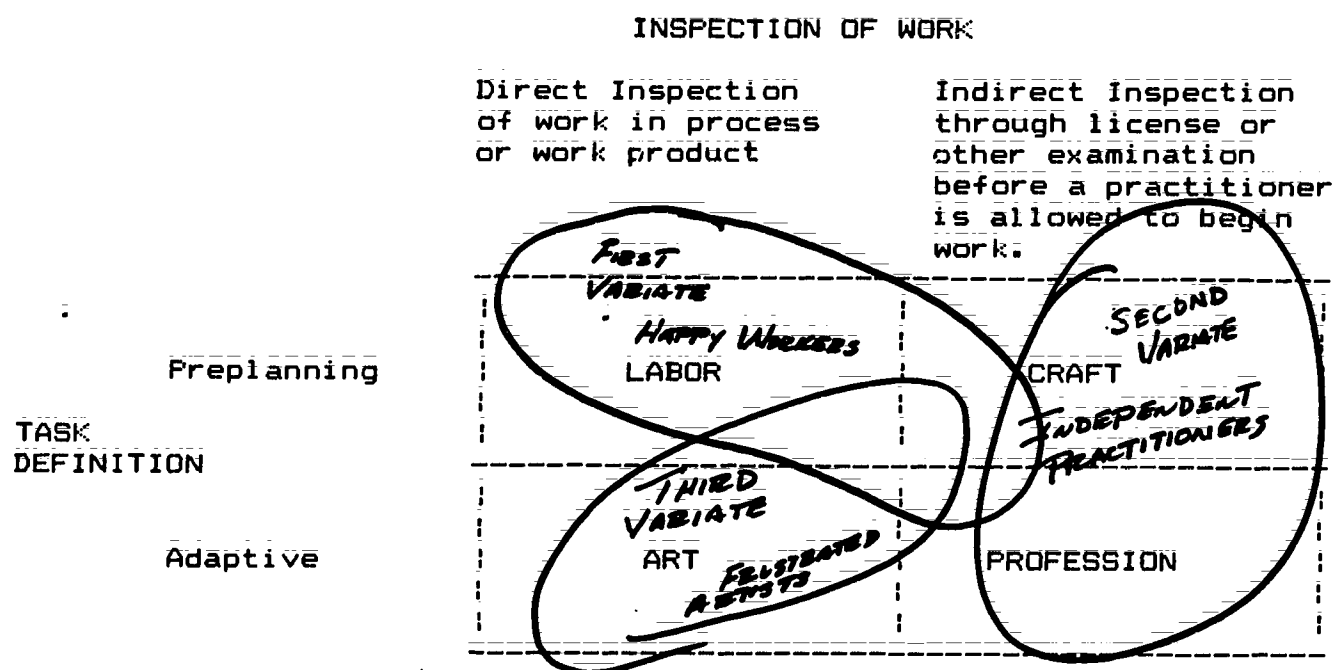 INSPECTION OF WORK
Direct Inspection
of work in process
or work product
Indirect Inspection
through license or
other examination
before a practitioner
is allowed to begin
work.
FIRST
VARIATE
HAPPY WORKERS
SECOND
VARIATE
Preplanning
LABOR
CRAFT
INDEPENDENT
PRACTITIONERS
TASK
DEFINITION
THIRD
VARIATE
Adaptive
ART
FRUSTRATED
ARTISTS
PROFESSION